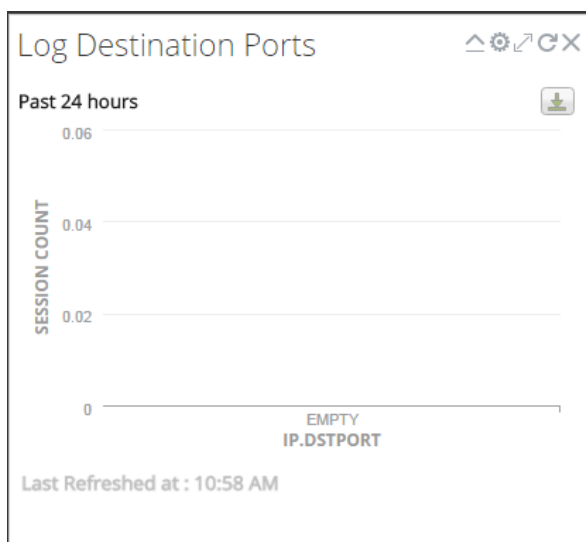 Log Destination Ports
Past 24 hours
0.06
0.04
0.02
0
SESSION COUNT
EMPTY
IP.DSTPORT
Last Refreshed at : 10:58 AM